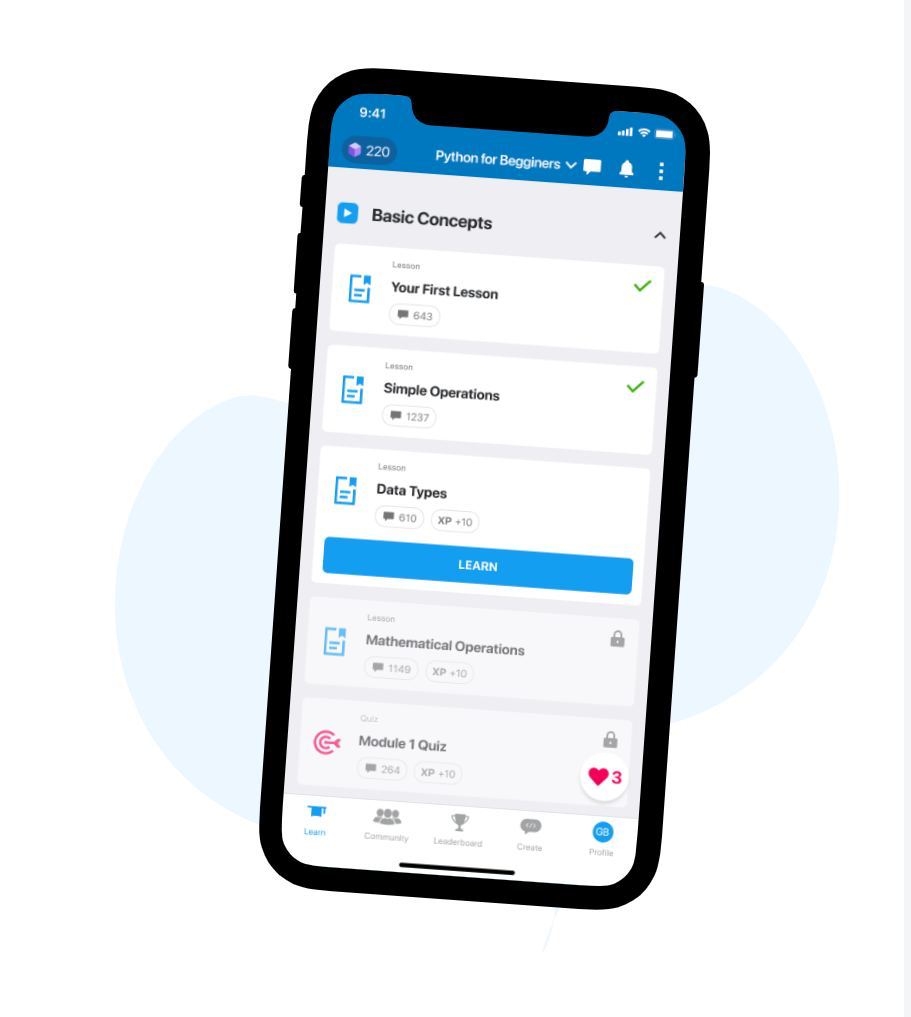 9:41
220
Python for Begginers
Basic Concepts
Lesson
Your First Lesson
643
Lesson
Simple Operations
1237
Lesson
Data Types
610 XP +10
LEARN
Lesson
Mathematical Operations
1149 XP +10
Quiz
Module 1 Quiz
264 XP +10
3
Learn Community Leaderboard Create GB Profile